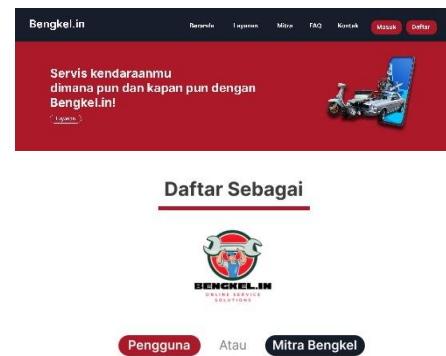 Bengkel.in
Beranda Layanan Mitra FAQ Kontak Masuk Daftar
Servis kendaraanmu
dimana pun dan kapan pun dengan
Bengkel.in!
Layanan
Daftar Sebagai
BENGKEL.IN
ONLINE SERVICE
SOLUTIONS
Pengguna Atau Mitra Bengkel